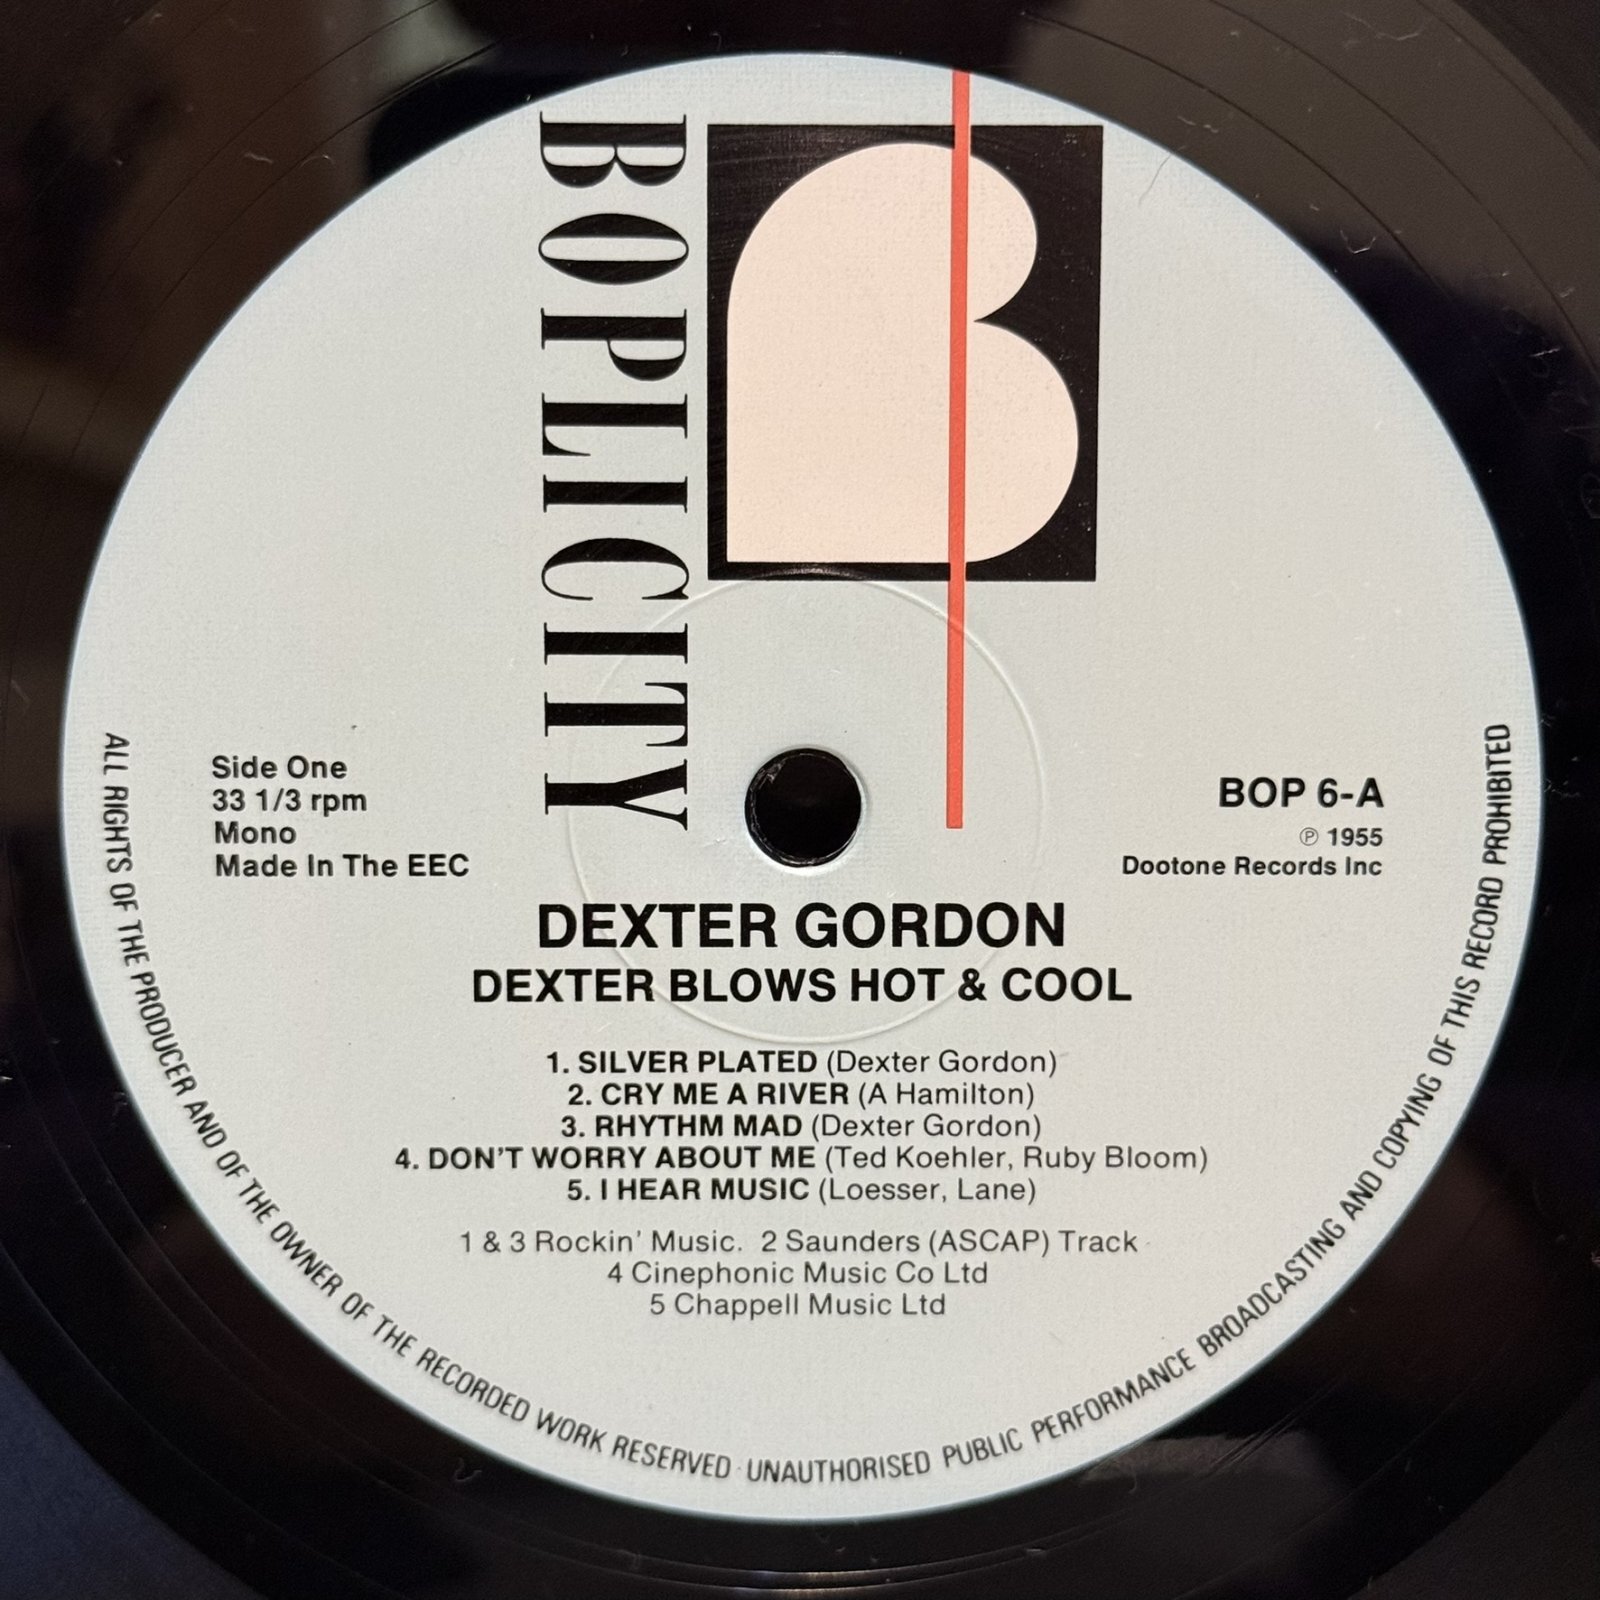 BOPLICITY
Side One
33 1/3 rpm
Mono
Made In The EEC
BOP 6-A
℗ 1955
Dootone Records Inc
DEXTER GORDON
DEXTER BLOWS HOT & COOL
1. SILVER PLATED (Dexter Gordon)
2. CRY ME A RIVER (A Hamilton)
3. RHYTHM MAD (Dexter Gordon)
4. DON'T WORRY ABOUT ME (Ted Koehler, Ruby Bloom)
5. I HEAR MUSIC (Loesser, Lane)
1 & 3 Rockin' Music. 2 Saunders (ASCAP) Track
4 Cinephonic Music Co Ltd
5 Chappell Music Ltd
ALL RIGHTS OF THE PRODUCER AND OF THE OWNER OF THE RECORDED WORK RESERVED · UNAUTHORISED PUBLIC PERFORMANCE BROADCASTING AND COPYING OF THIS RECORD PROHIBITED